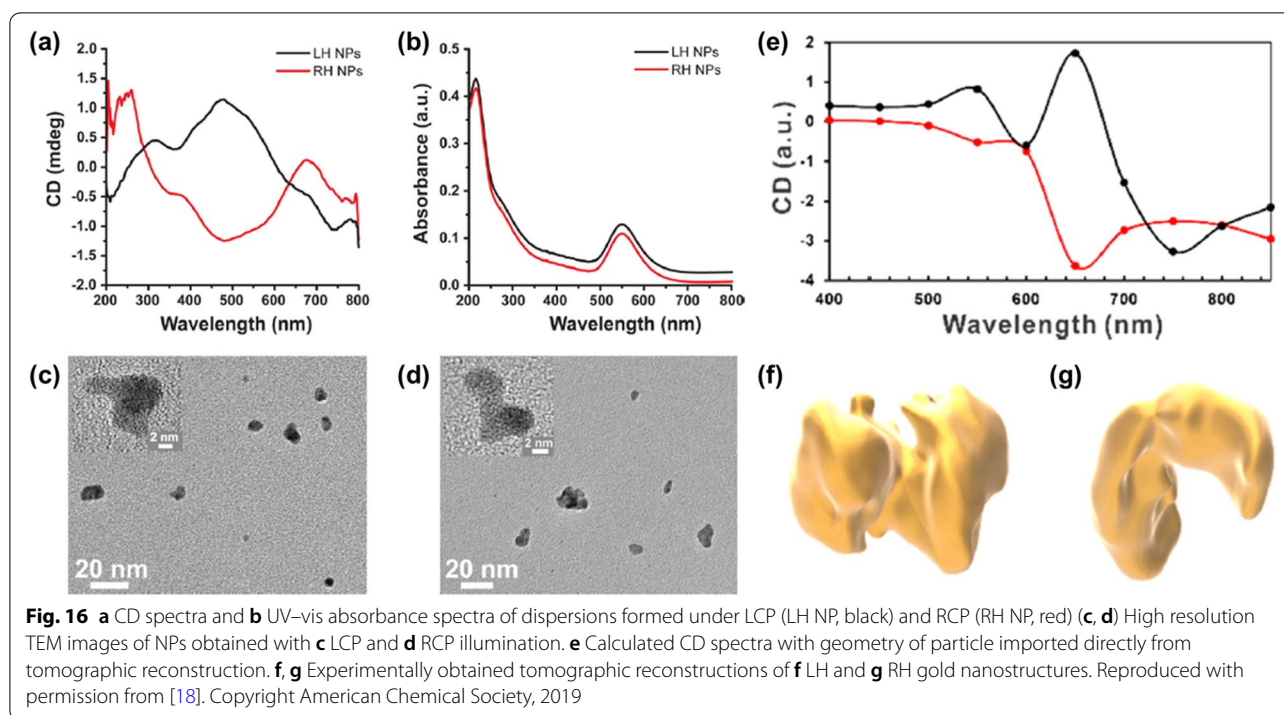 (a)
2.0
1.5
1.0
0.5
0.0
-0.5
-1.0
-1.5
-2.0
CD (mdeg)
LH NPs
RH NPs
200 300 400 500 600 700 800
Wavelength (nm)
(b)
0.5
0.4
0.3
0.2
0.1
0.0
Absorbance (a.u.)
LH NPs
RH NPs
200 300 400 500 600 700 800
Wavelength (nm)
(e)
2
1
0
-1
-2
-3
-4
CD (a.u.)
400 500 600 700 800
Wavelength (nm)
(c)
2 nm
20 nm
(d)
2 nm
20 nm
(f)
(g)
Fig. 16 a CD spectra and b UV–vis absorbance spectra of dispersions formed under LCP (LH NP, black) and RCP (RH NP, red) (c, d) High resolution
TEM images of NPs obtained with c LCP and d RCP illumination. e Calculated CD spectra with geometry of particle imported directly from
tomographic reconstruction. f, g Experimentally obtained tomographic reconstructions of f LH and g RH gold nanostructures. Reproduced with
permission from [18]. Copyright American Chemical Society, 2019